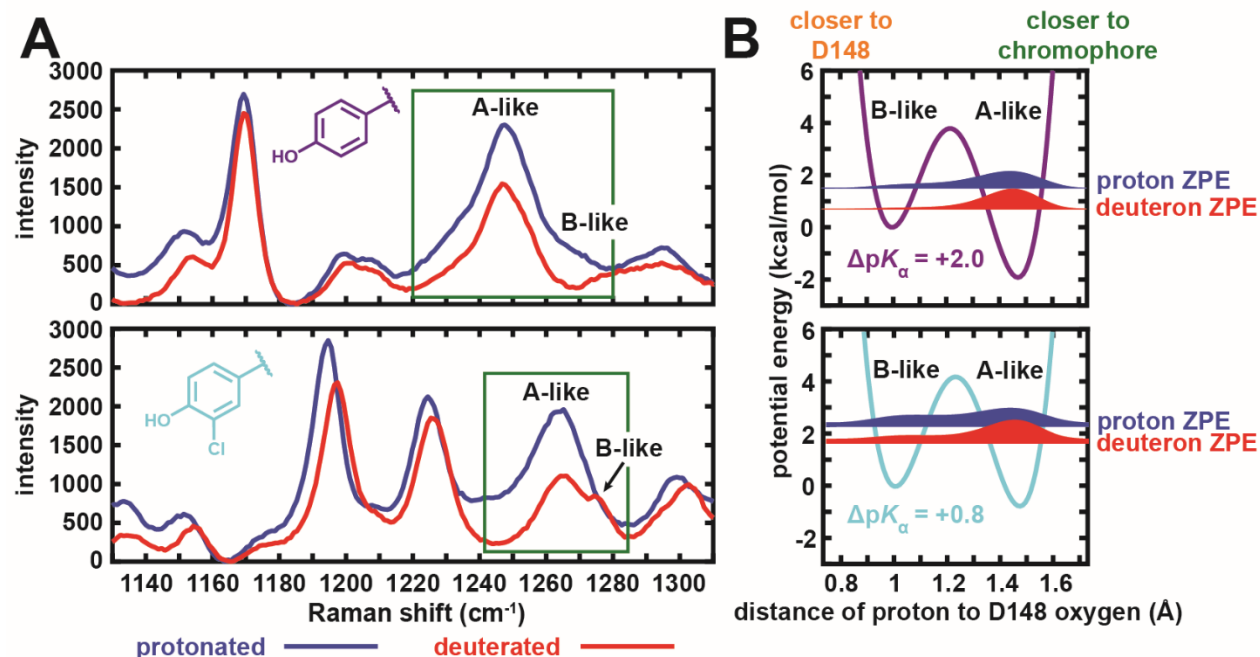 A
3000
2500
2000
1500
1000
500
0
intensity
HO
A-like
B-like
3000
2500
2000
1500
1000
500
0
intensity
HO
Cl
A-like
B-like
1140 1160 1180 1200 1220 1240 1260 1280 1300
Raman shift (cm⁻¹)
protonated
deuterated
B
closer to
D148
closer to
chromophore
6
4
2
0
-2
B-like
A-like
proton ZPE
deuteron ZPE
ΔpKα = +2.0
potential energy (kcal/mol)
6
4
2
0
-2
B-like
A-like
proton ZPE
deuteron ZPE
ΔpKα = +0.8
0.8 1.0 1.2 1.4 1.6
distance of proton to D148 oxygen (Å)